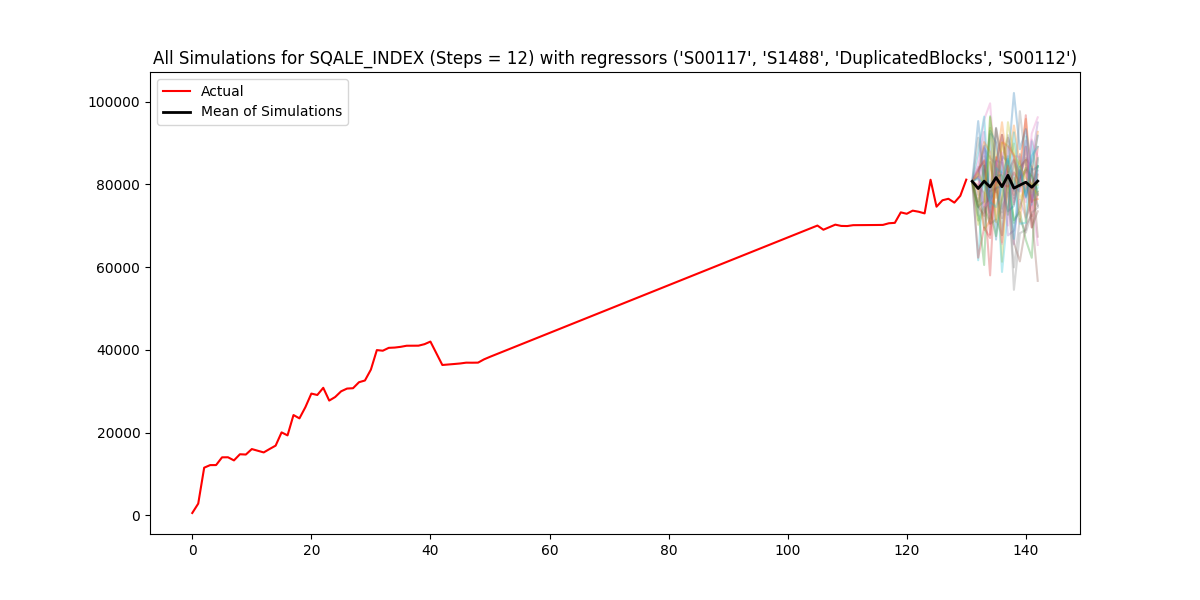 All Simulations for SQALE_INDEX (Steps = 12) with regressors ('S00117', 'S1488', 'DuplicatedBlocks', 'S00112')
Actual
Mean of Simulations
100000
80000
60000
40000
20000
0
0 20 40 60 80 100 120 140